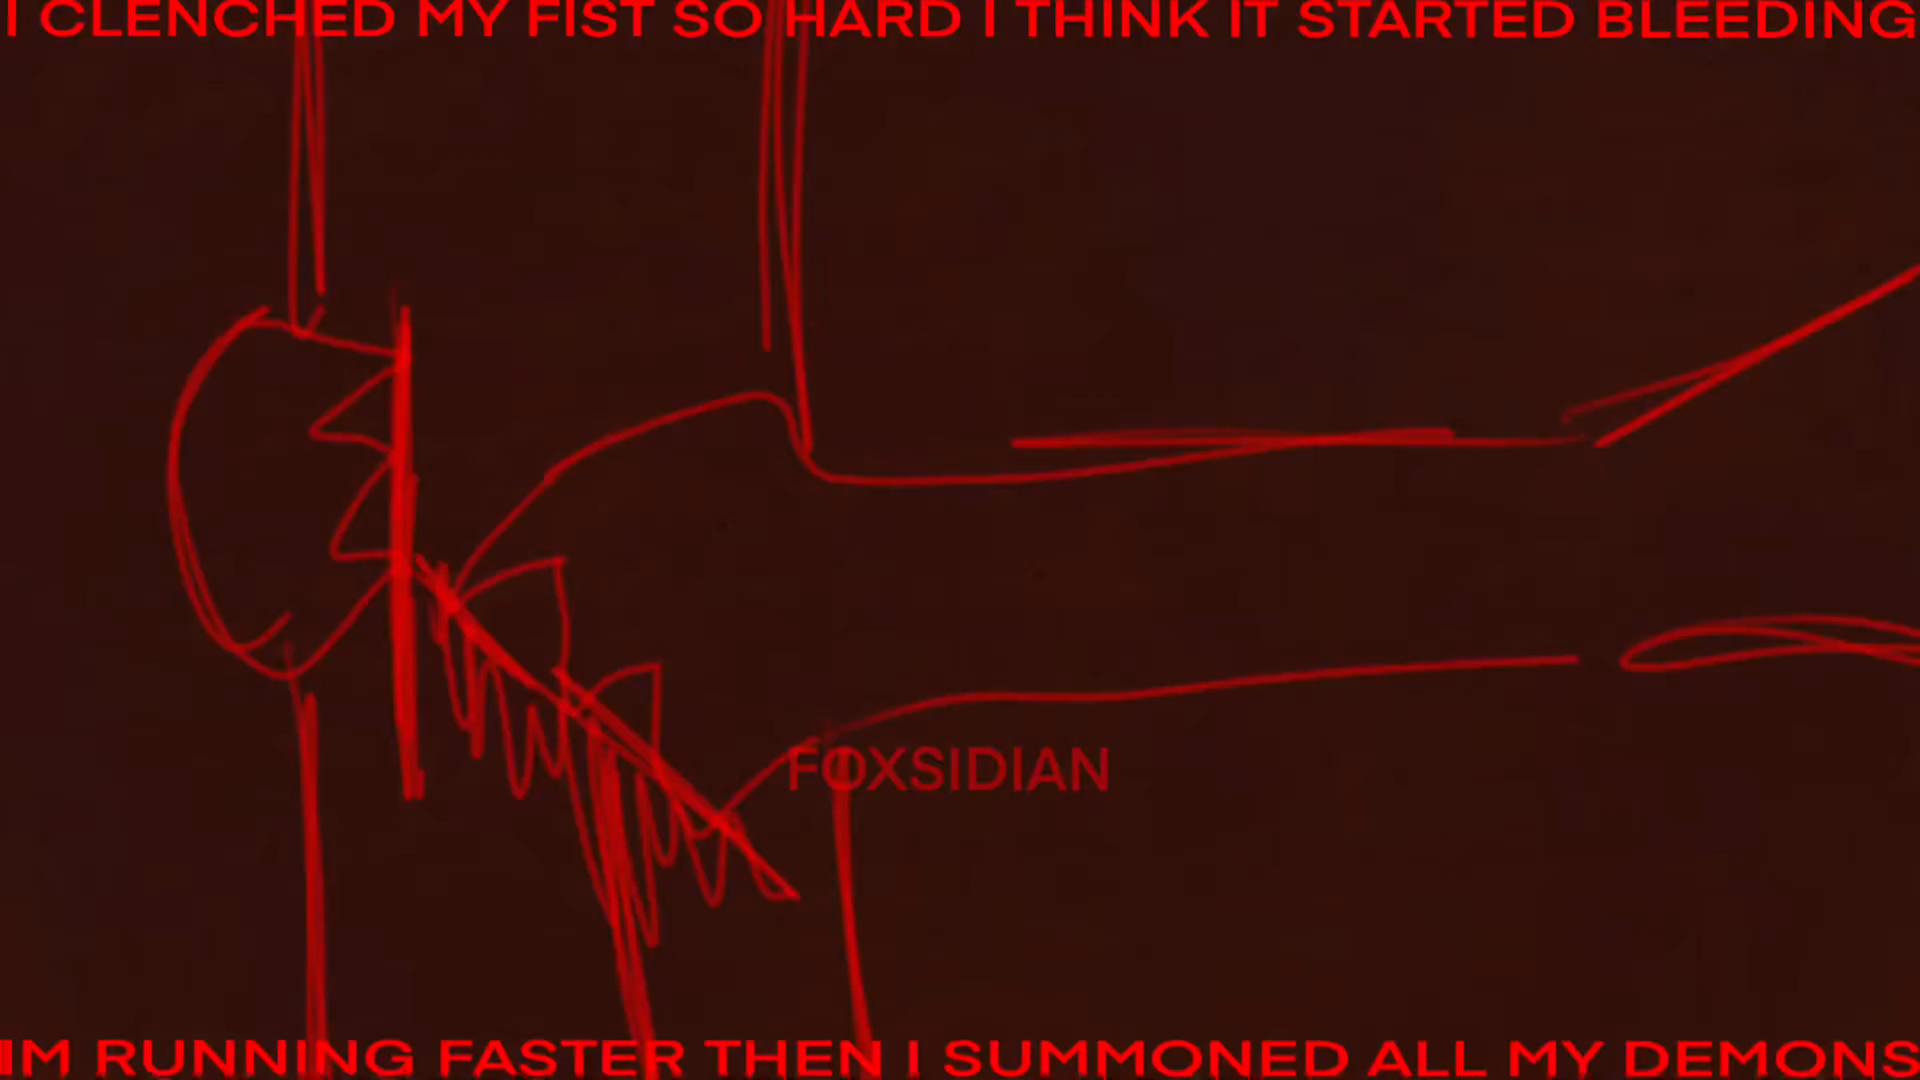 I CLENCHED MY FIST SO HARD I THINK IT STARTED BLEEDING
FOXSIDIAN
IM RUNNING FASTER THEN I SUMMONED ALL MY DEMONS